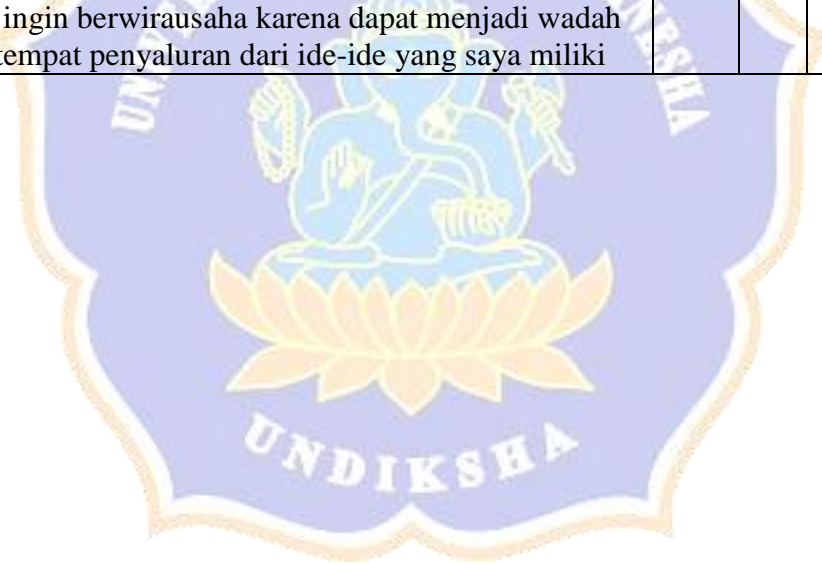 ingin berwirausaha karena dapat menjadi wadah
tempat penyaluran dari ide-ide yang saya miliki
UNDIKSHA